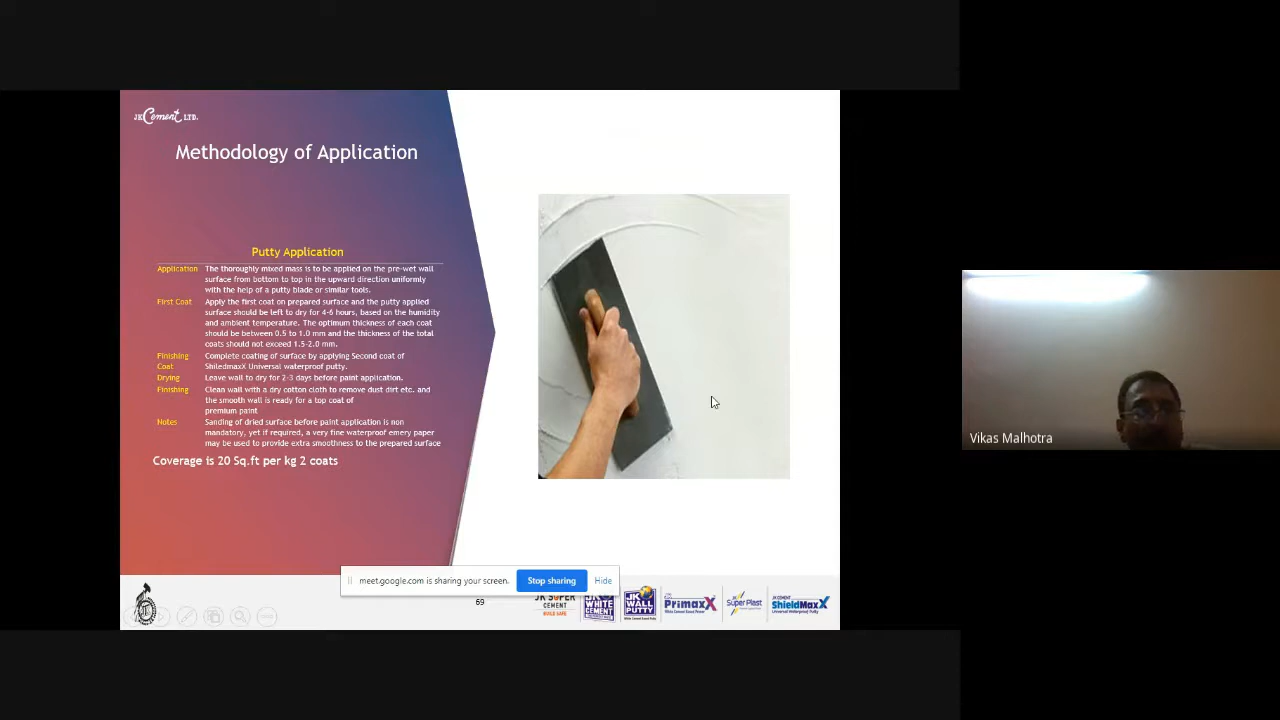 JK Cement LTD.
Methodology of Application
Putty Application
Application The thoroughly mixed mass is to be applied on the pre-wet wall
surface from bottom to top in the upward direction uniformly
with the help of a putty blade or similar tools.
First Coat Apply the first coat on prepared surface and the putty applied
surface should be left to dry for 4-6 hours, based on the humidity
and ambient temperature. The optimum thickness of each coat
should be between 0.5 to 1.0 mm and the thickness of the total
coats should not exceed 1.5-2.0 mm.
Finishing Complete coating of surface by applying Second coat of
Coat ShiledmaxX Universal waterproof putty.
Drying Leave wall to dry for 2-3 days before paint application.
Finishing Clean wall with a dry cotton cloth to remove dust dirt etc. and
the smooth wall is ready for a top coat of
premium paint
Notes Sanding of dried surface before paint application is non
mandatory, yet if required, a very fine waterproof emery paper
may be used to provide extra smoothness to the prepared surface
Coverage is 20 Sq.ft per kg 2 coats
Vikas Malhotra
meet.google.com is sharing your screen.
Stop sharing
Hide
69
JK SUPER
CEMENT
BUILD SAFE
JK
WHITE
CEMENT
JK
WALL
PUTTY
PrimaxX
Super Plast
JK CEMENT
ShieldMaxX
Universal Waterproof Putty